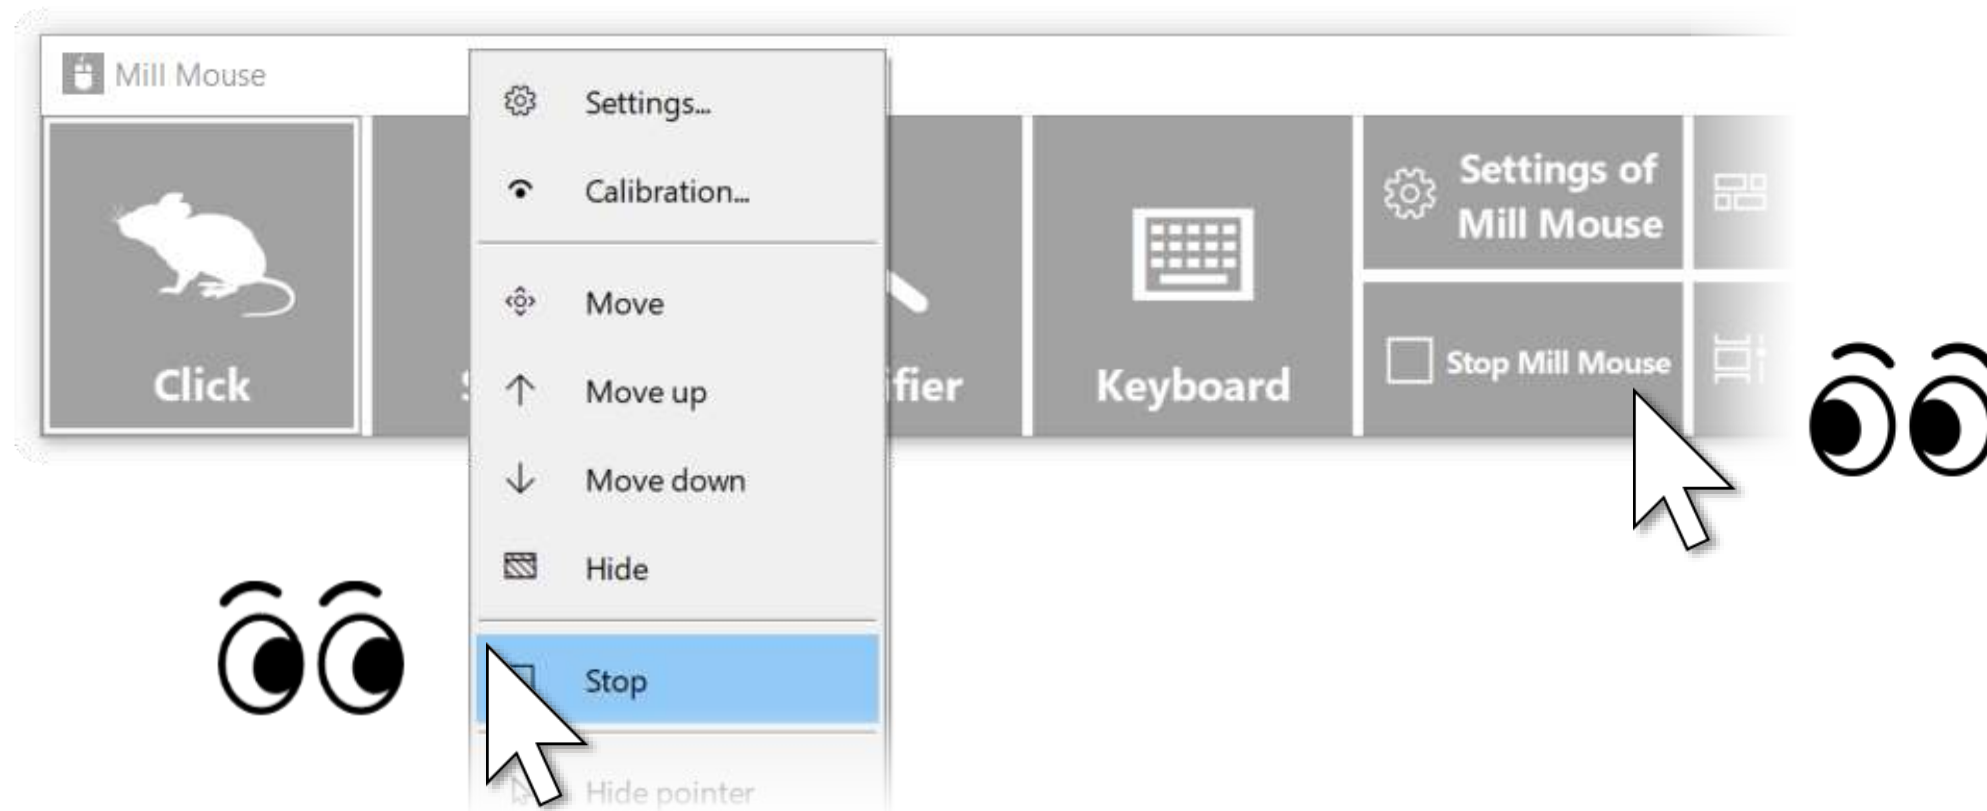 Mill Mouse
Settings...
Calibration...
Move
Move up
Move down
Hide
Stop
Hide pointer
Click
ifier
Keyboard
Settings of
Mill Mouse
Stop Mill Mouse